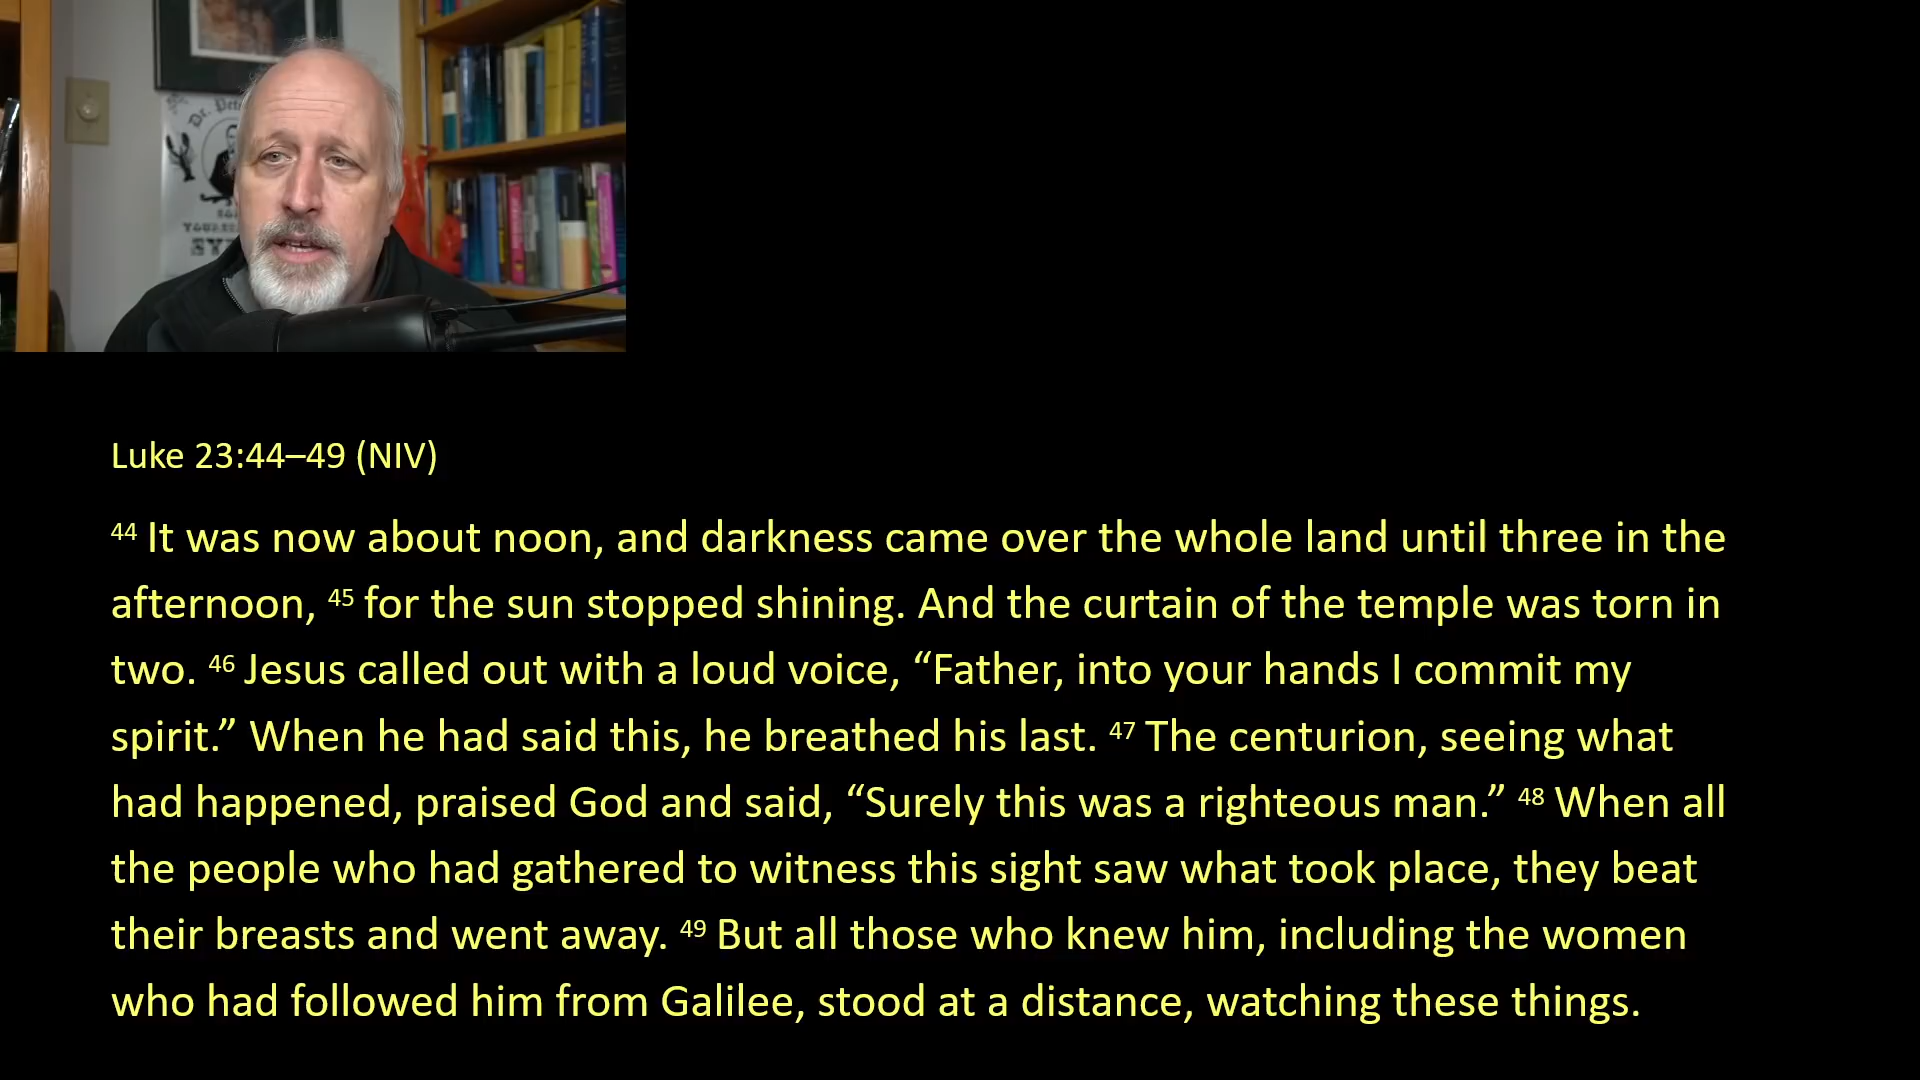 Dr. Pete
YOURSE
Luke 23:44–49 (NIV)
44 It was now about noon, and darkness came over the whole land until three in the
afternoon, 45 for the sun stopped shining. And the curtain of the temple was torn in
two. 46 Jesus called out with a loud voice, “Father, into your hands I commit my
spirit.” When he had said this, he breathed his last. 47 The centurion, seeing what
had happened, praised God and said, “Surely this was a righteous man.” 48 When all
the people who had gathered to witness this sight saw what took place, they beat
their breasts and went away. 49 But all those who knew him, including the women
who had followed him from Galilee, stood at a distance, watching these things.